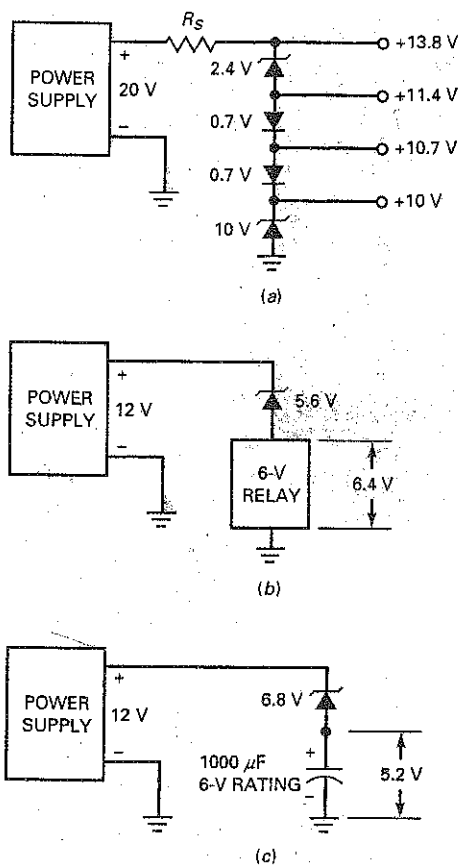 R_S
+13.8 V
POWER
SUPPLY
+
20 V
−
2.4 V
+11.4 V
0.7 V
+10.7 V
0.7 V
+10 V
10 V
(a)
POWER
SUPPLY
+
12 V
−
5.6 V
6-V
RELAY
6.4 V
(b)
POWER
SUPPLY
+
12 V
−
6.8 V
1000 μF
6-V RATING
+
−
5.2 V
(c)